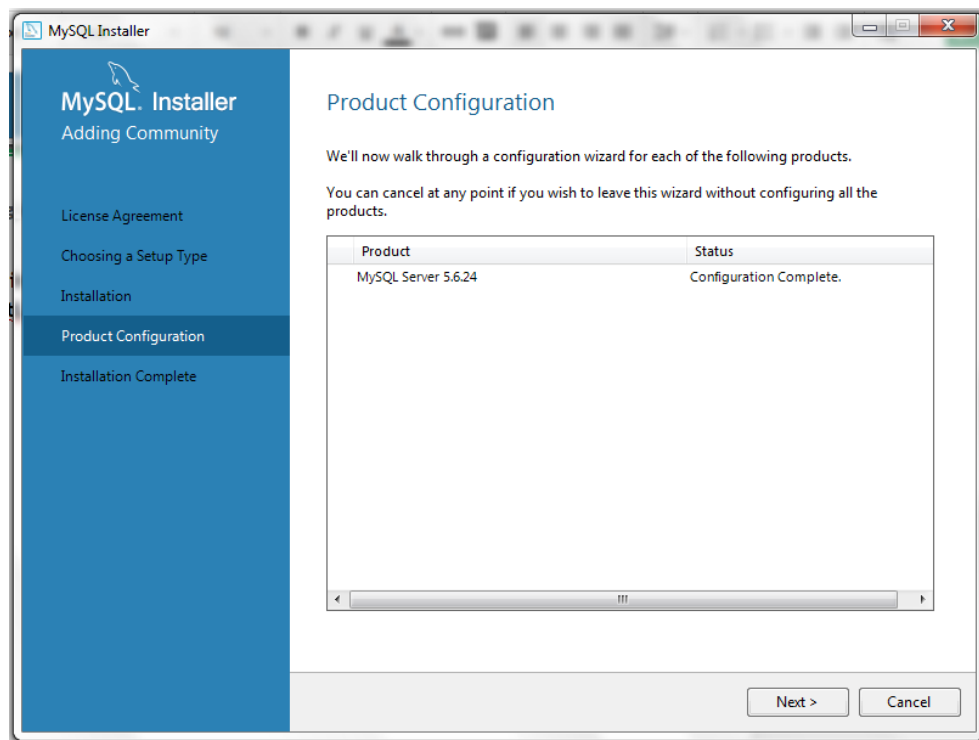 MySQL Installer
MySQL. Installer
Adding Community
License Agreement
Choosing a Setup Type
Installation
Product Configuration
Installation Complete
Product Configuration
We'll now walk through a configuration wizard for each of the following products.
You can cancel at any point if you wish to leave this wizard without configuring all the
products.
Product Status
MySQL Server 5.6.24 Configuration Complete.
Next > Cancel